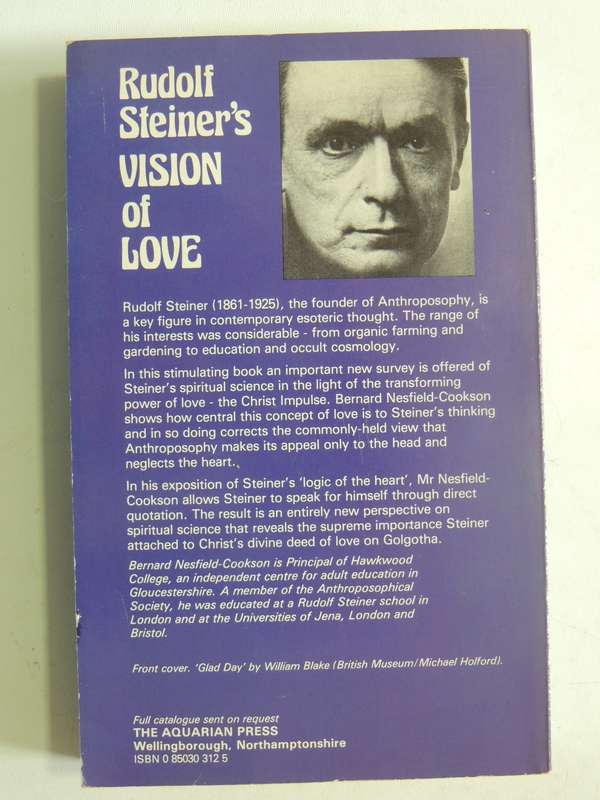 Rudolf
Steiner's
VISION
of
LOVE
Rudolf Steiner (1861-1925), the founder of Anthroposophy, is
a key figure in contemporary esoteric thought. The range of
his interests was considerable - from organic farming and
gardening to education and occult cosmology.
In this stimulating book an important new survey is offered of
Steiner's spiritual science in the light of the transforming
power of love - the Christ Impulse. Bernard Nesfield-Cookson
shows how central this concept of love is to Steiner's thinking
and in so doing corrects the commonly-held view that
Anthroposophy makes its appeal only to the head and
neglects the heart.
In his exposition of Steiner's 'logic of the heart', Mr Nesfield-
Cookson allows Steiner to speak for himself through direct
quotation. The result is an entirely new perspective on
spiritual science that reveals the supreme importance Steiner
attached to Christ's divine deed of love on Golgotha.
Bernard Nesfield-Cookson is Principal of Hawkwood
College, an independent centre for adult education in
Gloucestershire. A member of the Anthroposophical
Society, he was educated at a Rudolf Steiner school in
London and at the Universities of Jena, London and
Bristol.
Front cover. 'Glad Day' by William Blake (British Museum/Michael Holford).
Full catalogue sent on request
THE AQUARIAN PRESS
Wellingborough, Northamptonshire
ISBN 0 85030 312 5